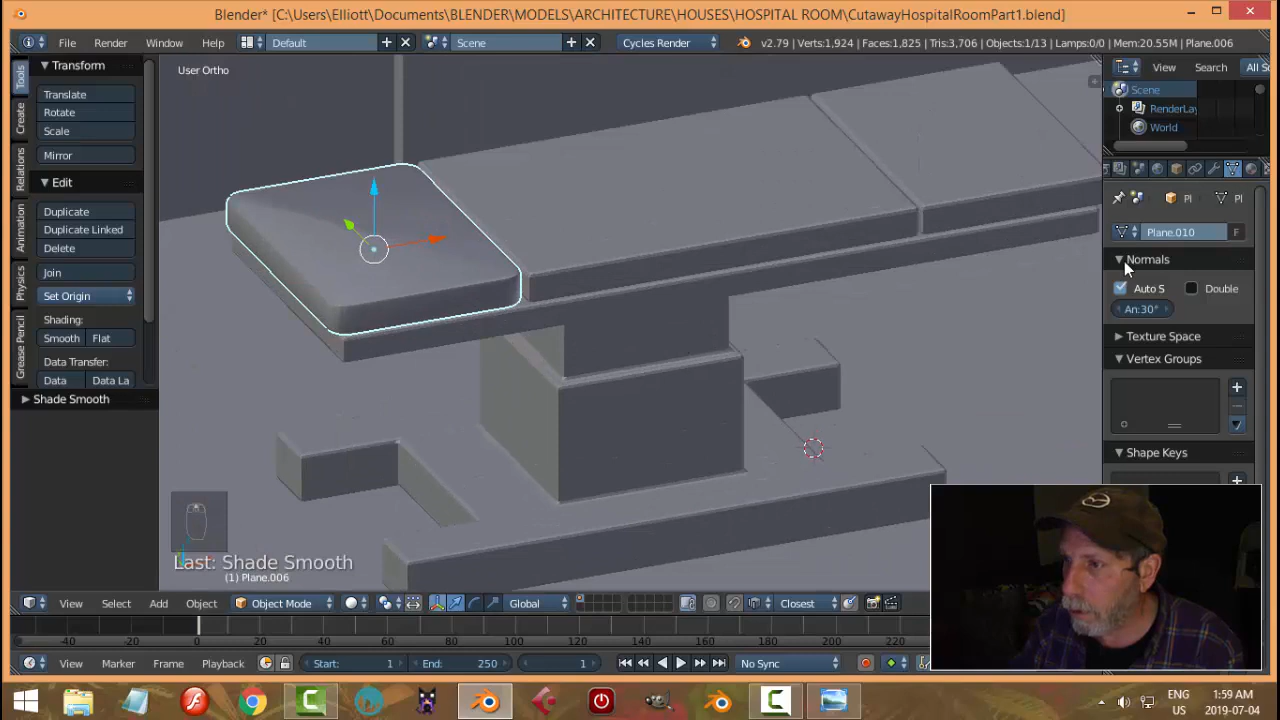 Blender* [C:\Users\Elliott\Documents\BLENDER\MODELS\ARCHITECTURE\HOUSES\HOSPITAL ROOM\CutawayHospitalRoomPart1.blend]
File Render Window Help Default Scene Cycles Render v2.79 | Verts:1,924 | Faces:1,825 | Tris:3,706 | Objects:1/13 | Lamps:0/0 | Mem:20.55M | Plane.006
Tools
Create
Relations
Animation
Physics
Grease Pencil
Transform
Translate
Rotate
Scale
Mirror
Edit
Duplicate
Duplicate Linked
Delete
Join
Set Origin
Shading:
Smooth Flat
Data Transfer:
Data Data La
Shade Smooth
User Ortho
Last: Shade Smooth
(1) Plane.006
View Search All S
Scene
RenderLay
World
Pl Pl
Plane.010 F
Normals
Auto S Double
An:30°
Texture Space
Vertex Groups
Shape Keys
View Select Add Object Object Mode Global Closest
-40 -20 0 20 40 60 80 100 120 140 160 180 200 220
View Marker Frame Playback Start: 1 End: 250 1 No Sync
ENG 1:59 AM
US 2019-07-04